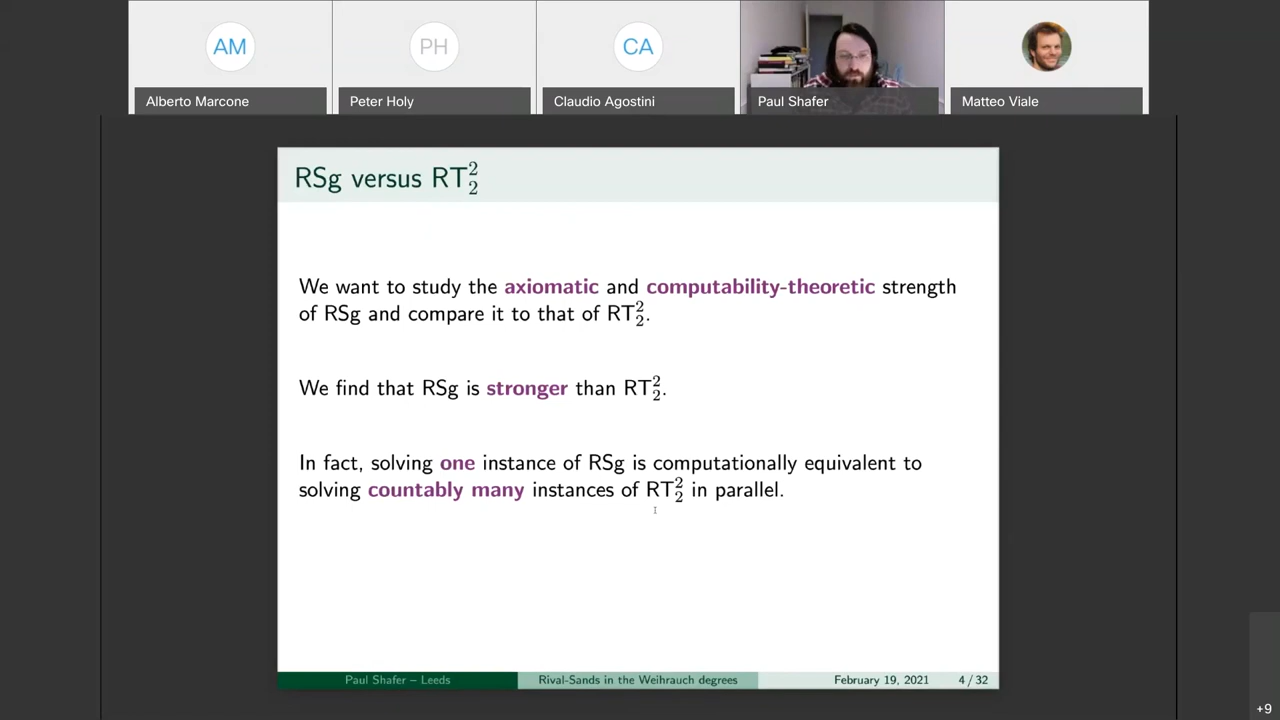 AM
PH
CA
Alberto Marcone
Peter Holy
Claudio Agostini
Paul Shafer
Matteo Viale
RSg versus RT²₂
We want to study the axiomatic and computability-theoretic strength
of RSg and compare it to that of RT²₂.
We find that RSg is stronger than RT²₂.
In fact, solving one instance of RSg is computationally equivalent to
solving countably many instances of RT²₂ in parallel.
Paul Shafer – Leeds
Rival-Sands in the Weihrauch degrees
February 19, 2021
4 / 32
+9